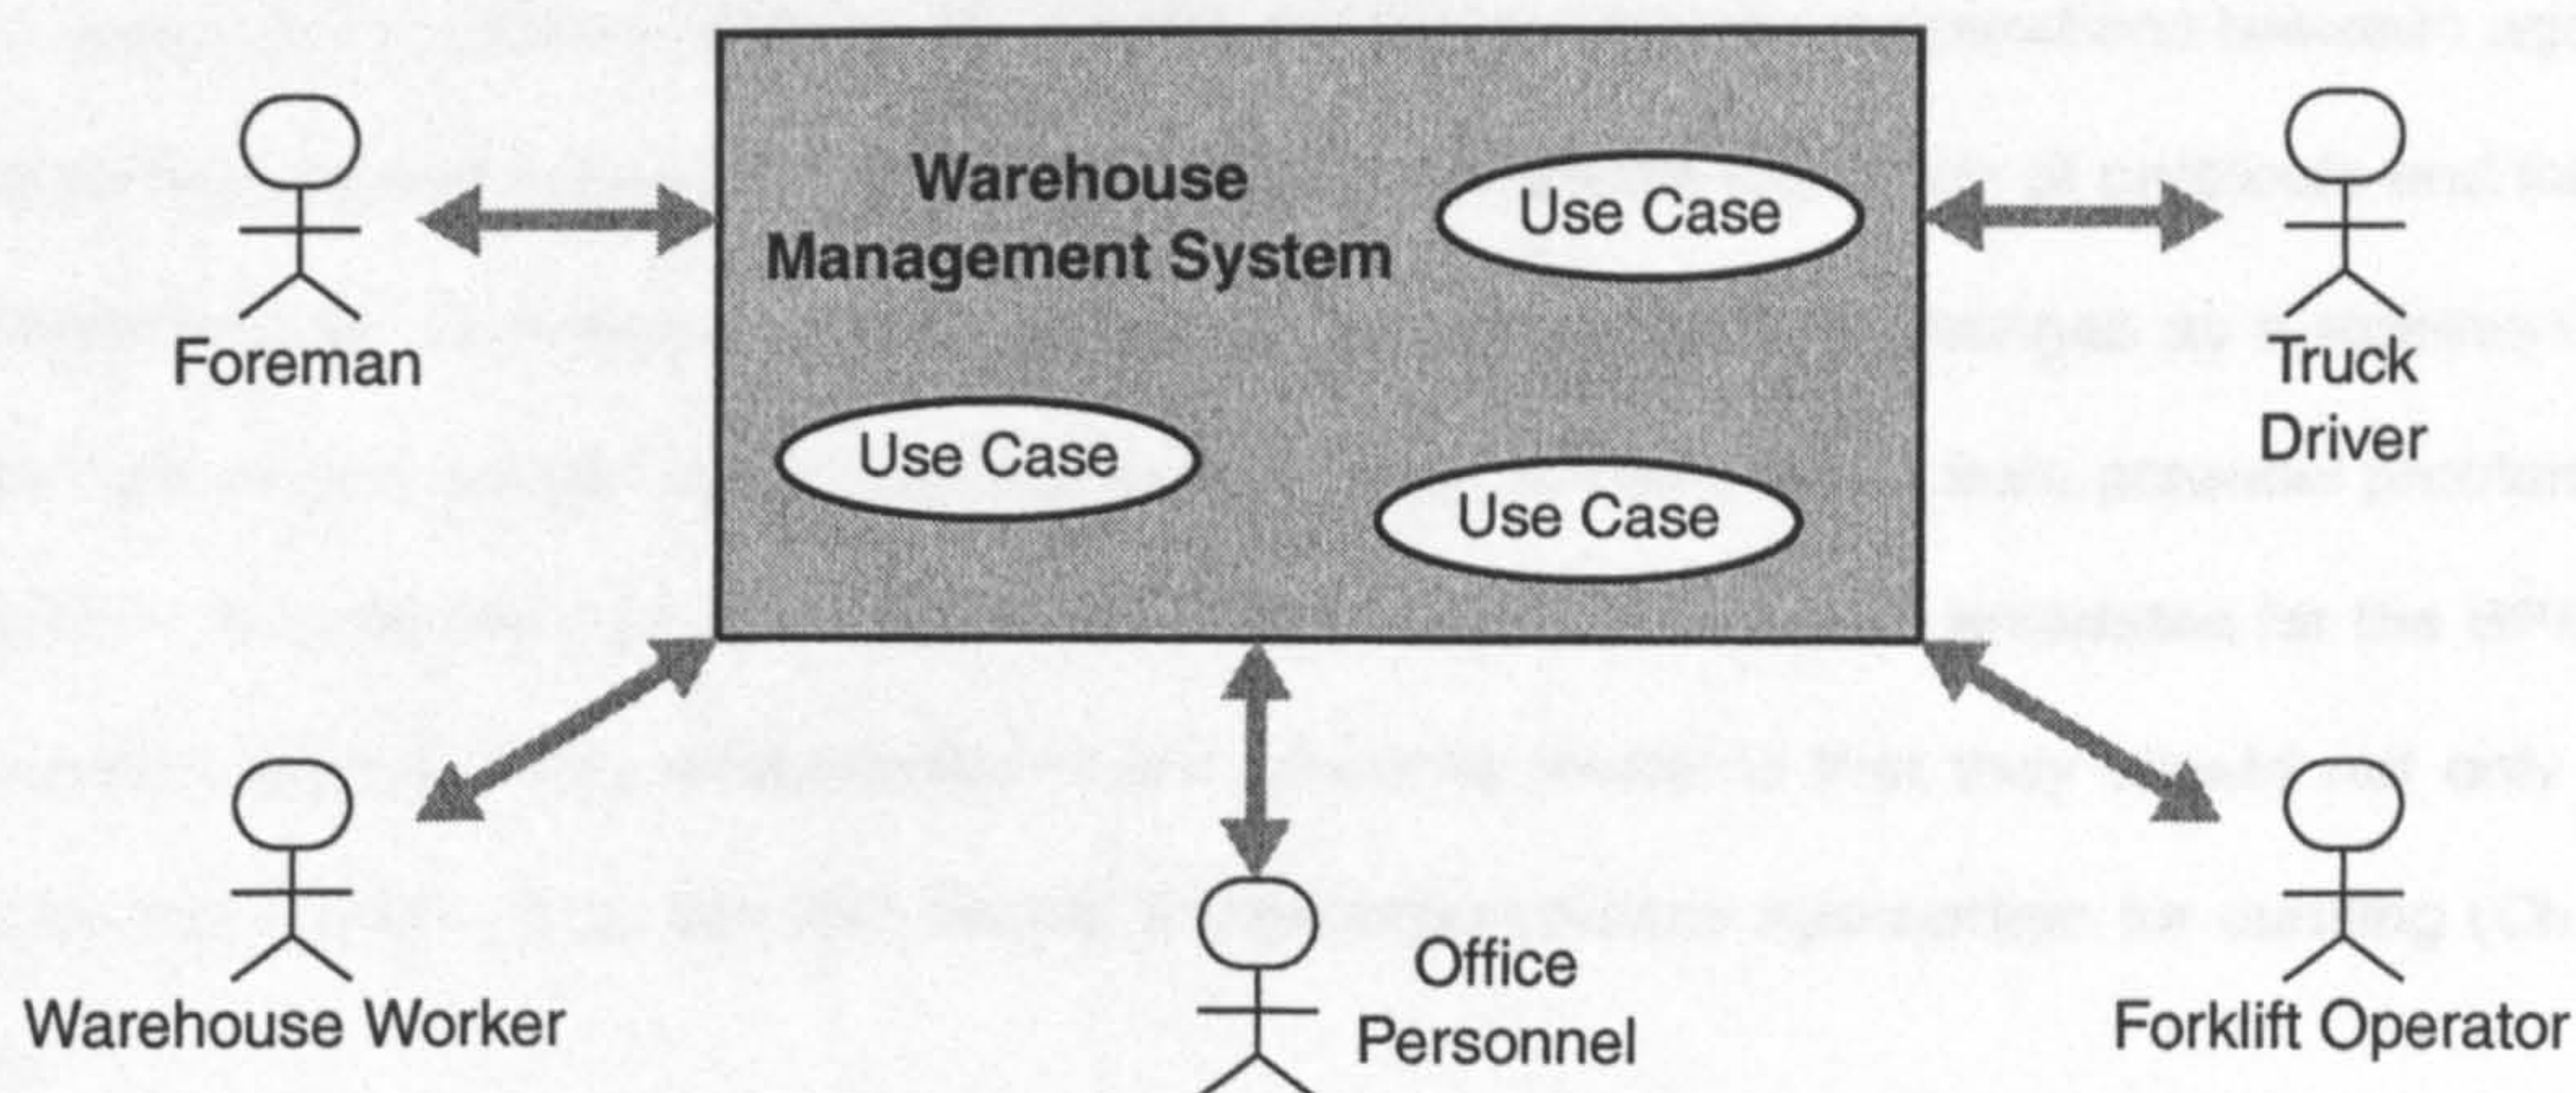 Warehouse
Management System
Use Case
Use Case
Use Case
Foreman
Truck
Driver
Warehouse Worker
Office
Personnel
Forklift Operator